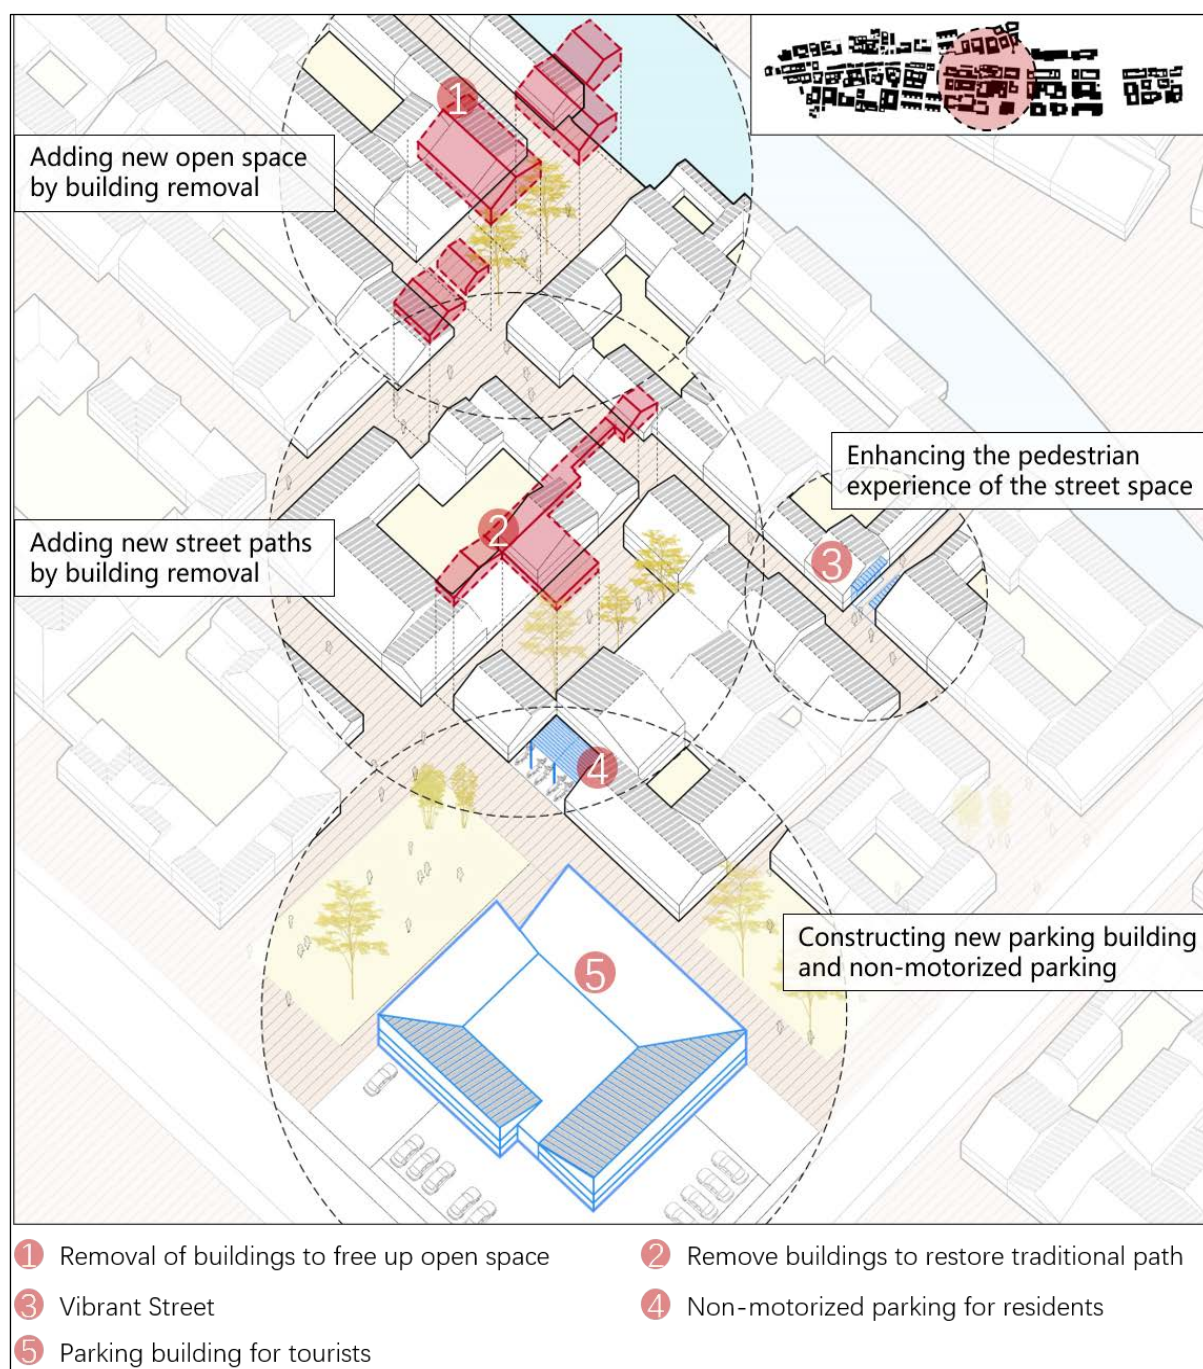 1
Adding new open space
by building removal
Enhancing the pedestrian
experience of the street space
2
Adding new street paths
by building removal
3
4
Constructing new parking building
and non-motorized parking
5
1 Removal of buildings to free up open space
2 Remove buildings to restore traditional path
3 Vibrant Street
4 Non-motorized parking for residents
5 Parking building for tourists